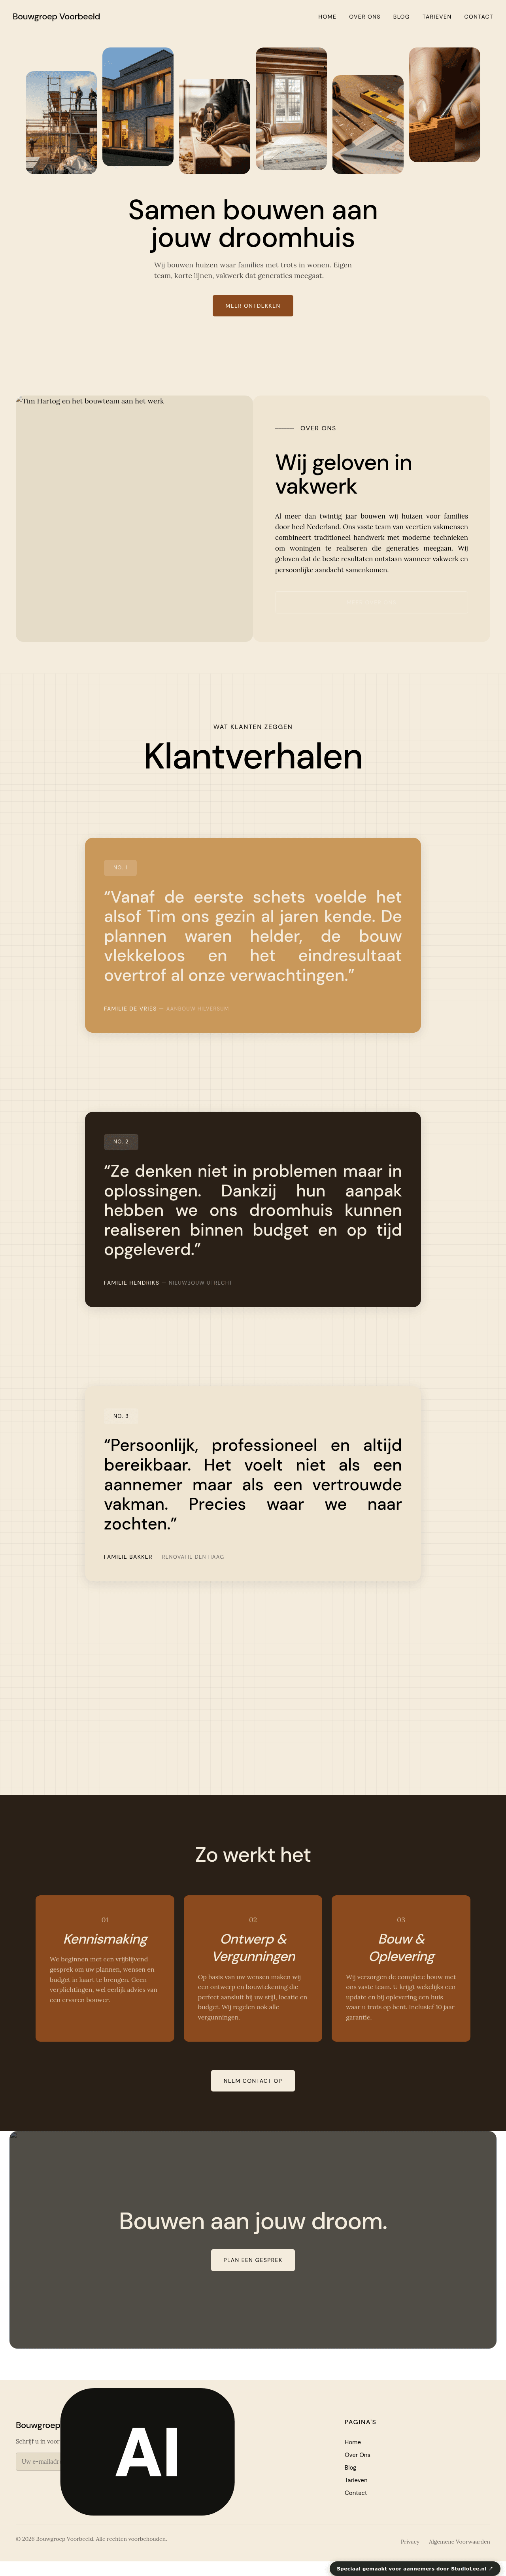 Bouwgroep Voorbeeld
HOME OVER ONS BLOG TARIEVEN CONTACT
Samen bouwen aan
jouw droomhuis
Wij bouwen huizen waar families met trots in wonen. Eigen
team, korte lijnen, vakwerk dat generaties meegaat.
MEER ONTDEKKEN
Tim Hartog en het bouwteam aan het werk
OVER ONS
Wij geloven in
vakwerk
Al meer dan twintig jaar bouwen wij huizen voor families
door heel Nederland. Ons vaste team van veertien vakmensen
combineert traditioneel handwerk met moderne technieken
om woningen te realiseren die generaties meegaan. Wij
geloven dat de beste resultaten ontstaan wanneer vakwerk en
persoonlijke aandacht samenkomen.
WAT KLANTEN ZEGGEN
Klantverhalen
NO. 1
“Vanaf de eerste schets voelde het
alsof Tim ons gezin al jaren kende. De
plannen waren helder, de bouw
vlekkeloos en het eindresultaat
overtrof al onze verwachtingen.”
FAMILIE DE VRIES — AANBOUW HILVERSUM
NO. 2
“Ze denken niet in problemen maar in
oplossingen. Dankzij hun aanpak
hebben we ons droomhuis kunnen
realiseren binnen budget en op tijd
opgeleverd.”
FAMILIE HENDRIKS — NIEUWBOUW UTRECHT
NO. 3
“Persoonlijk, professioneel en altijd
bereikbaar. Het voelt niet als een
aannemer maar als een vertrouwde
vakman. Precies waar we naar
zochten.”
FAMILIE BAKKER — RENOVATIE DEN HAAG
Zo werkt het
01
Kennismaking
We beginnen met een vrijblijvend
gesprek om uw plannen, wensen en
budget in kaart te brengen. Geen
verplichtingen, wel eerlijk advies van
een ervaren bouwer.
02
Ontwerp &
Vergunningen
Op basis van uw wensen maken wij
een ontwerp en bouwtekening die
perfect aansluit bij uw stijl, locatie en
budget. Wij regelen ook alle
vergunningen.
03
Bouw &
Oplevering
Wij verzorgen de complete bouw met
ons vaste team. U krijgt wekelijks een
update en bij oplevering een huis
waar u trots op bent. Inclusief 10 jaar
garantie.
NEEM CONTACT OP
Bouwen aan jouw droom.
PLAN EEN GESPREK
Bouwgroep
Schrijf u in voor
Uw e-mailadre
AI
PAGINA'S
Home
Over Ons
Blog
Tarieven
Contact
© 2026 Bouwgroep Voorbeeld. Alle rechten voorbehouden.
Privacy Algemene Voorwaarden
Speciaal gemaakt voor aannemers door StudioLeo.nl ↗